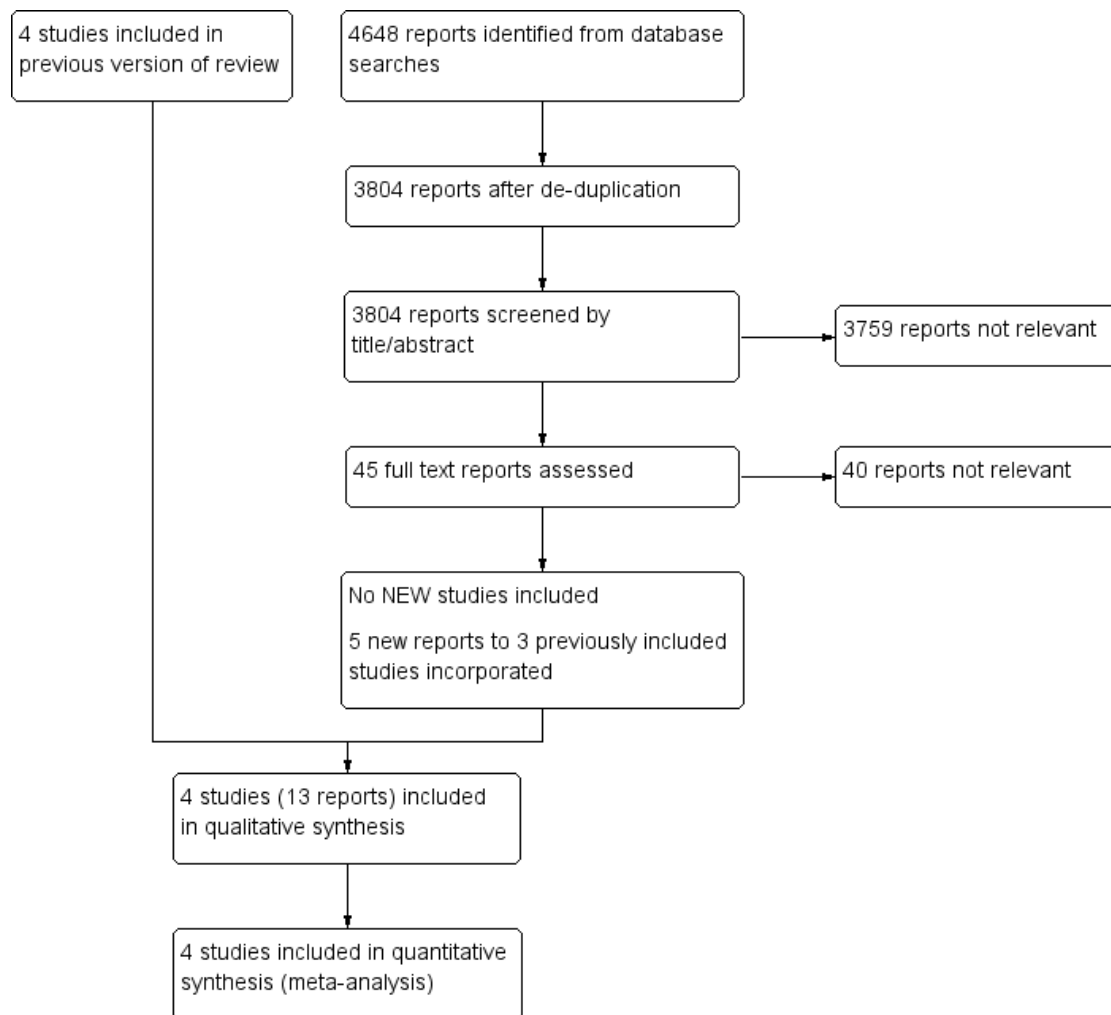 4 studies included in
previous version of review
4648 reports identified from database
searches
3804 reports after de-duplication
3804 reports screened by
title/abstract
3759 reports not relevant
45 full text reports assessed
40 reports not relevant
No NEW studies included
5 new reports to 3 previously included
studies incorporated
4 studies (13 reports) included
in qualitative synthesis
4 studies included in quantitative
synthesis (meta-analysis)